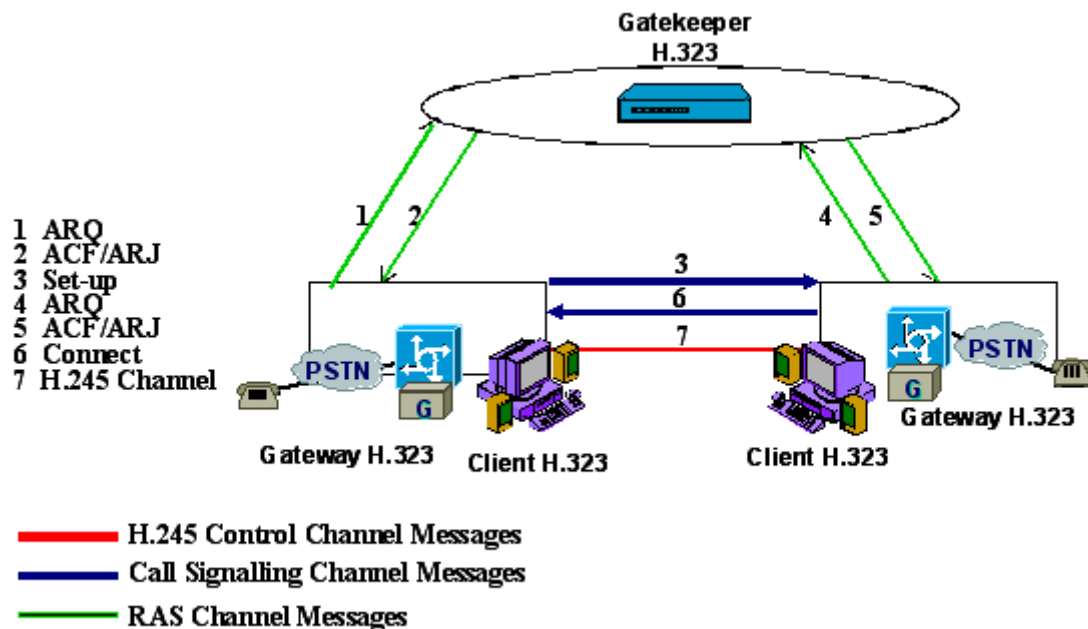 Gatekeeper
H.323
1 ARQ
2 ACF/ARJ
3 Set-up
4 ARQ
5 ACF/ARJ
6 Connect
7 H.245 Channel
1
2
4
5
3
6
7
PSTN
G
PSTN
G
Gateway H.323
Client H.323
Client H.323
Gateway H.323
H.245 Control Channel Messages
Call Signalling Channel Messages
RAS Channel Messages